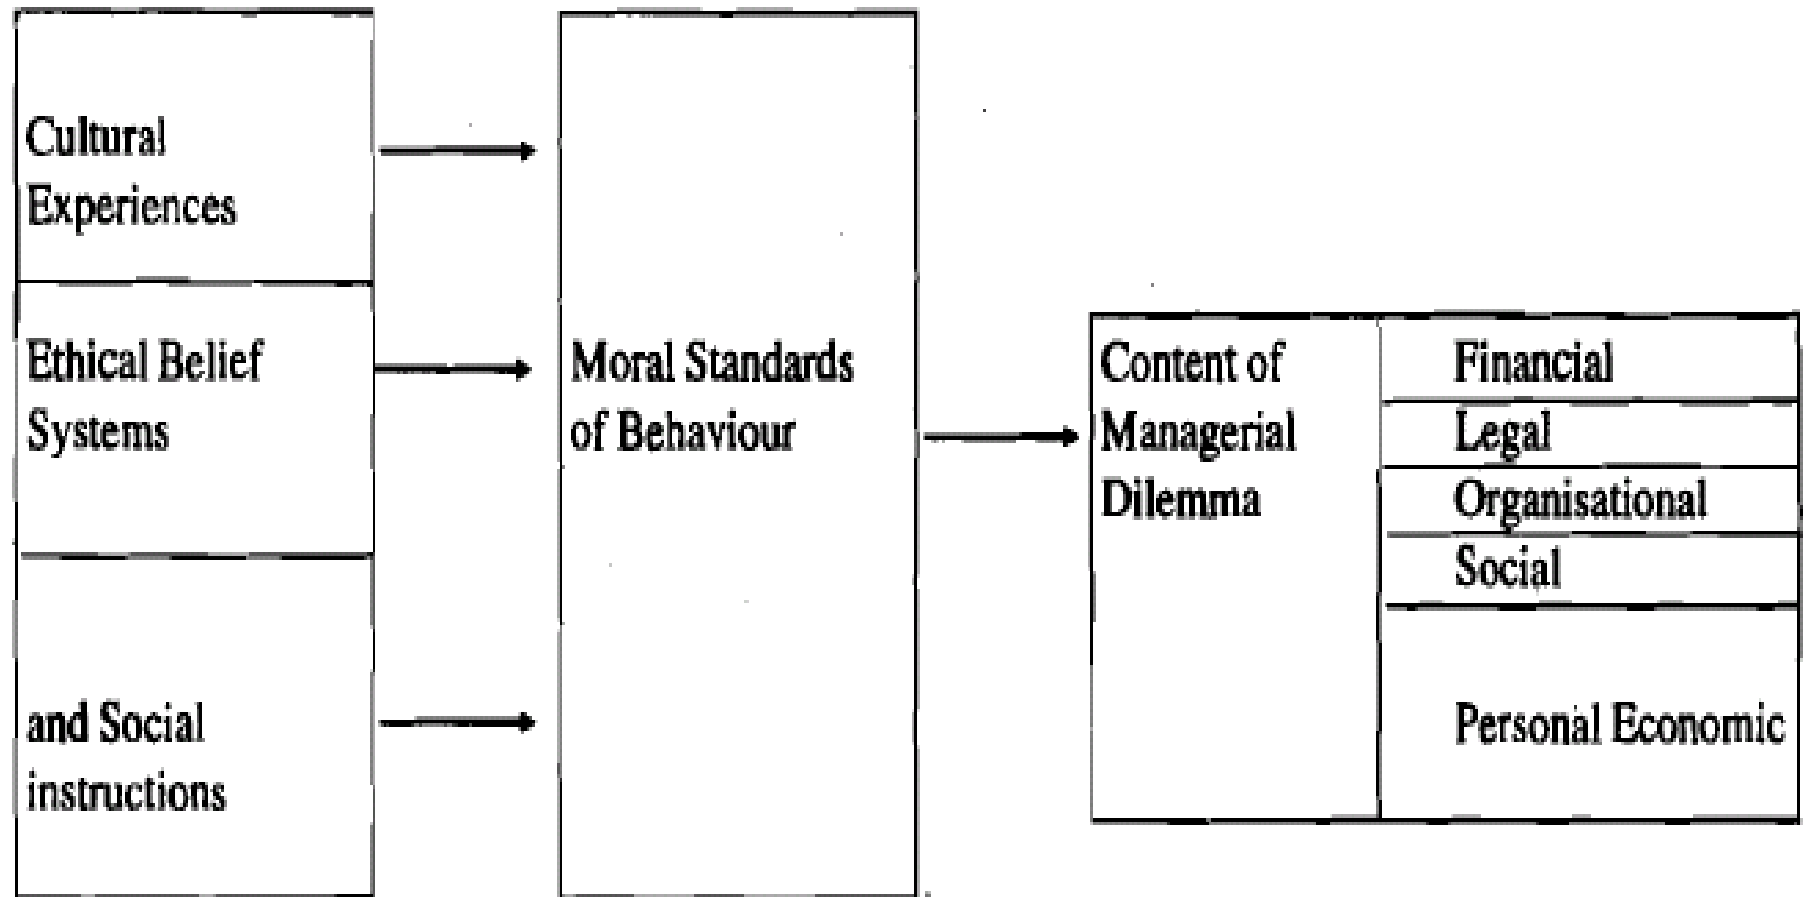 Cultural
Experiences
Ethical Belief
Systems
and Social
instructions
Moral Standards
of Behaviour
Content of
Managerial
Dilemma
Financial
Legal
Organisational
Social
Personal Economic